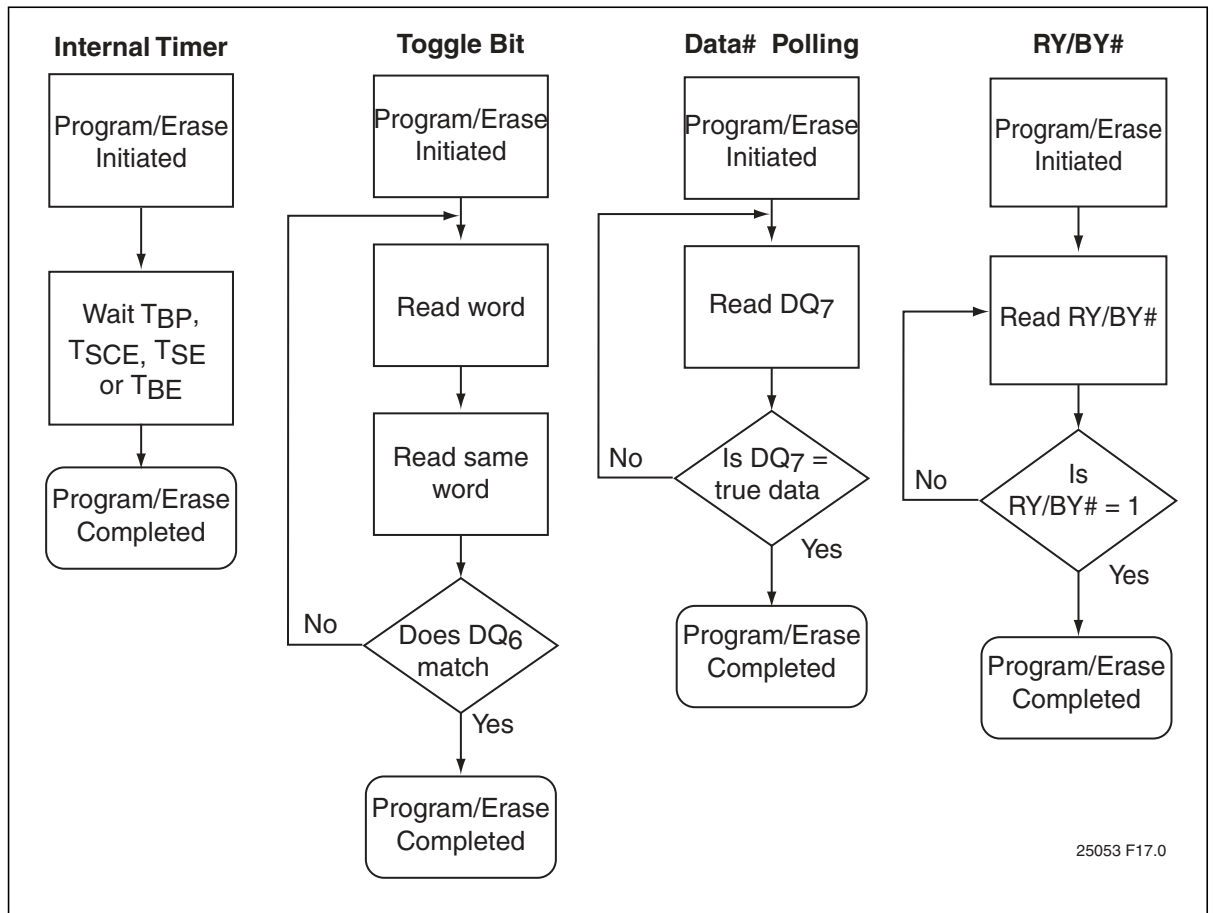 Internal Timer
Program/Erase
Initiated
Wait TBP,
TSCE, TSE
or TBE
Program/Erase
Completed
Toggle Bit
Program/Erase
Initiated
Read word
Read same
word
Does DQ6
match
No
Yes
Program/Erase
Completed
Data# Polling
Program/Erase
Initiated
Read DQ7
Is DQ7 =
true data
No
Yes
Program/Erase
Completed
RY/BY#
Program/Erase
Initiated
Read RY/BY#
Is
RY/BY# = 1
No
Yes
Program/Erase
Completed
25053 F17.0